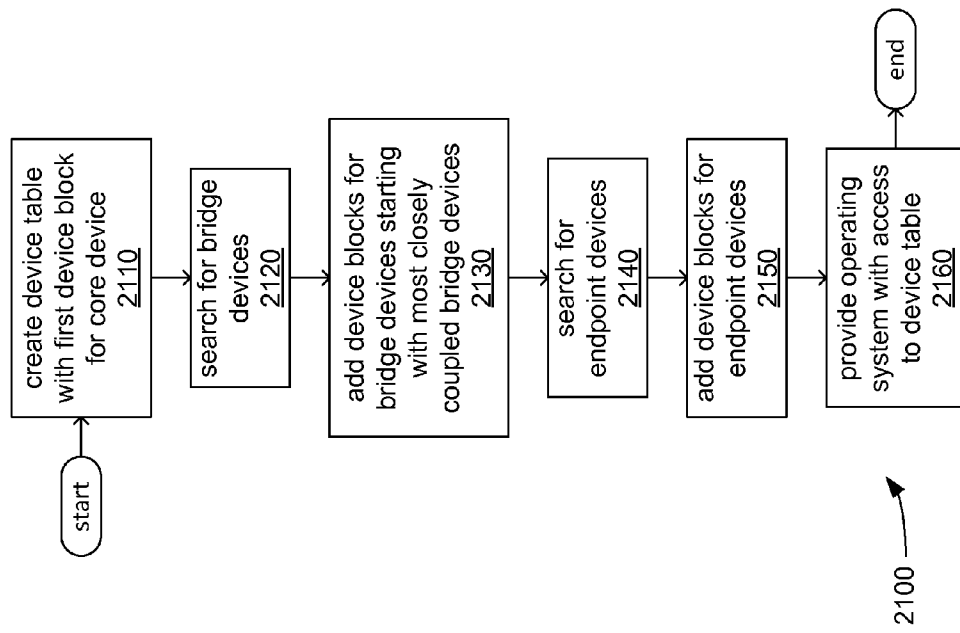 start
create device table
with first device block
for core device
2110
search for bridge
devices
2120
add device blocks for
bridge devices starting
with most closely
coupled bridge devices
2130
search for
endpoint devices
2140
add device blocks for
endpoint devices
2150
provide operating
system with access
to device table
2160
end
2100